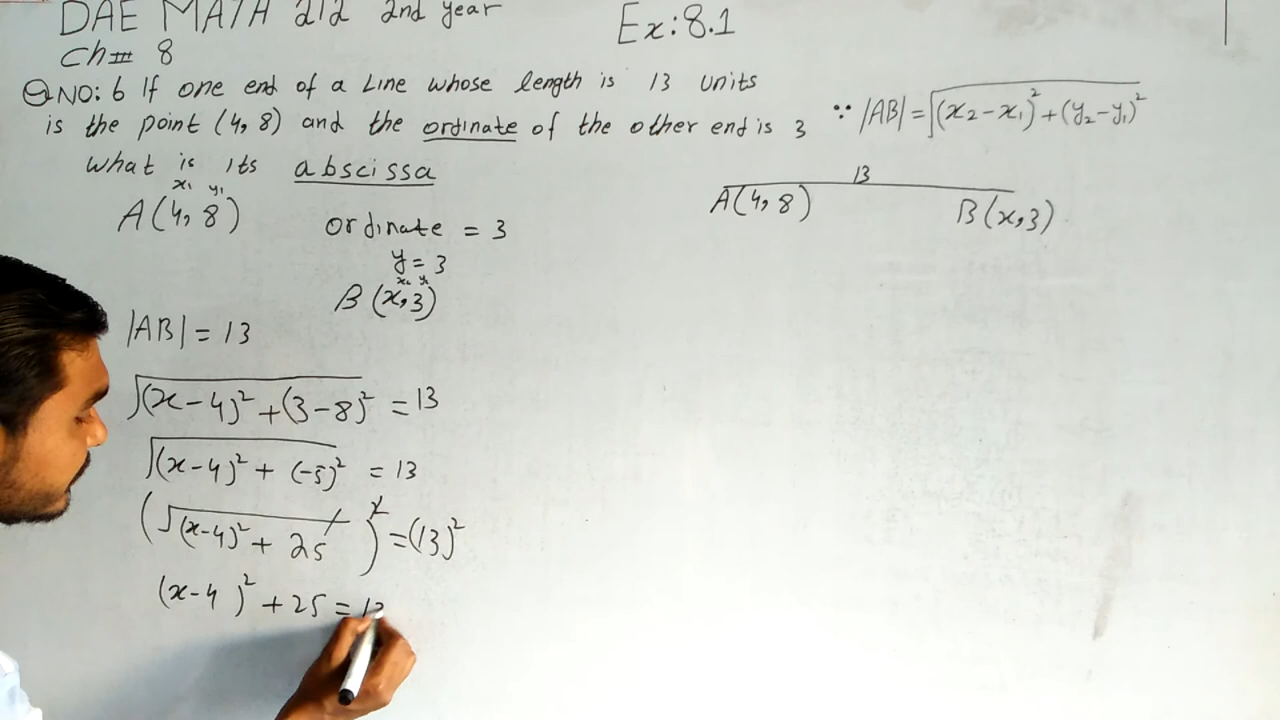 DAE MATH 212 2nd year
Ex: 8.1
Ch# 8
QNO: 6 If one end of a Line whose length is 13 units
is the point (4, 8) and the ordinate of the other end is 3
what is its abscissa
∵ |AB| = √(x₂-x₁)² + (y₂-y₁)²
13
A(4, 8) B(x, 3)
x₁ y₁
A(4, 8)
ordinate = 3
y = 3
x₂ y₂
B(x, 3)
|AB| = 13
√(x-4)² + (3-8)² = 13
√(x-4)² + (-5)² = 13
(√(x-4)² + 25)² = (13)²
(x-4)² + 25 =